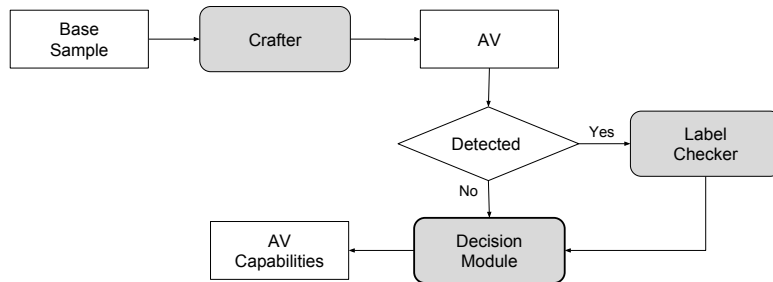 Base
Sample
Crafter
AV
Detected
Yes
Label
Checker
No
AV
Capabilities
Decision
Module